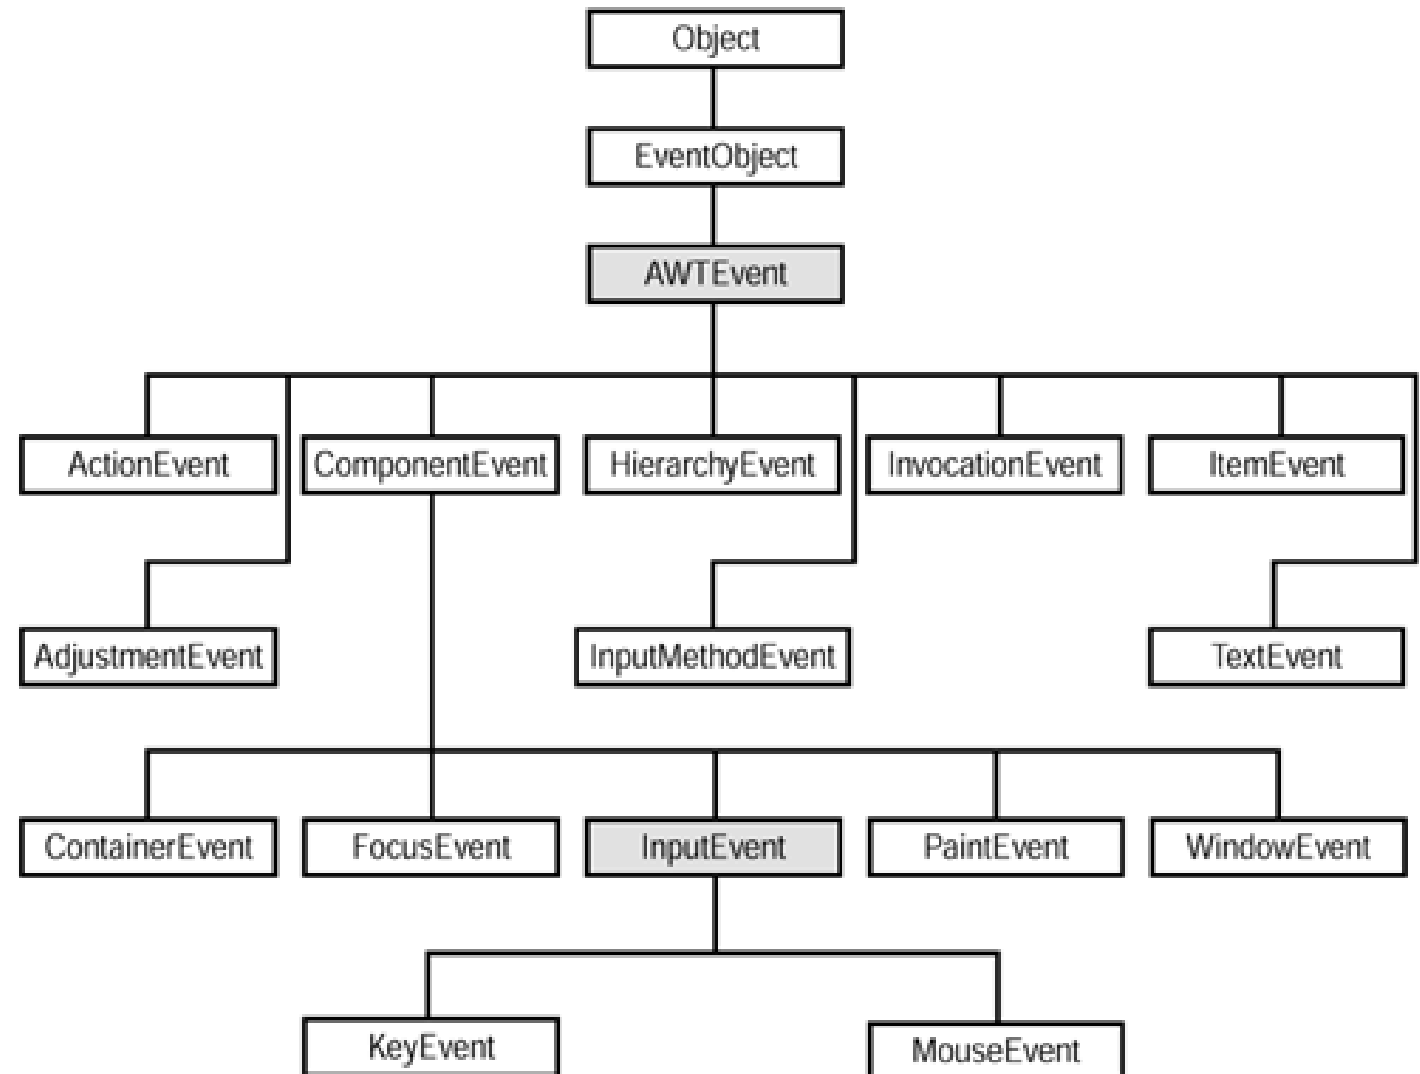 Object
EventObject
AWTEvent
ActionEvent
ComponentEvent
HierarchyEvent
InvocationEvent
ItemEvent
AdjustmentEvent
InputMethodEvent
TextEvent
ContainerEvent
FocusEvent
InputEvent
PaintEvent
WindowEvent
KeyEvent
MouseEvent